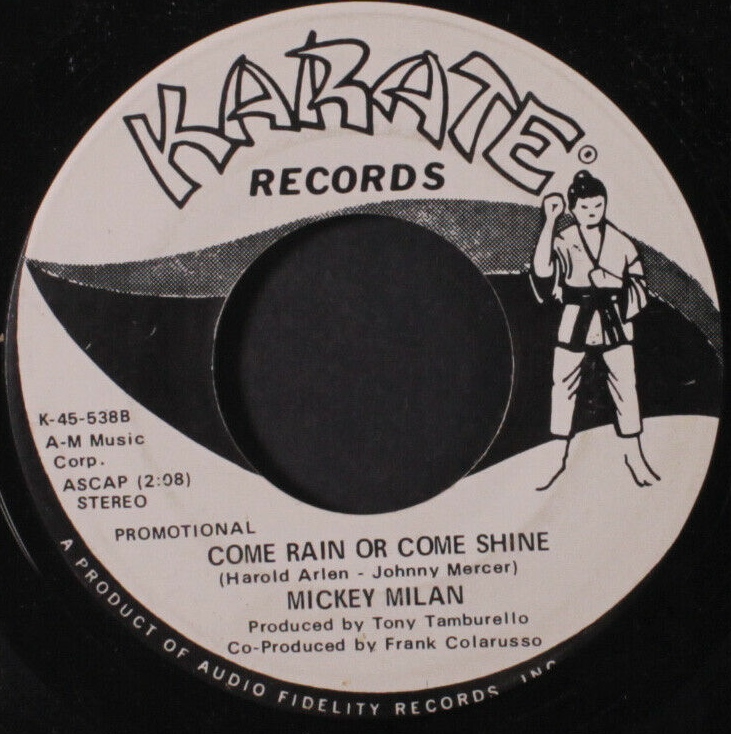 KARATE
RECORDS
K-45-538B
A-M Music
Corp.
ASCAP (2:08)
STEREO
PROMOTIONAL
COME RAIN OR COME SHINE
(Harold Arlen - Johnny Mercer)
MICKEY MILAN
Produced by Tony Tamburello
Co-Produced by Frank Colarusso
A PRODUCT OF AUDIO FIDELITY RECORDS, INC